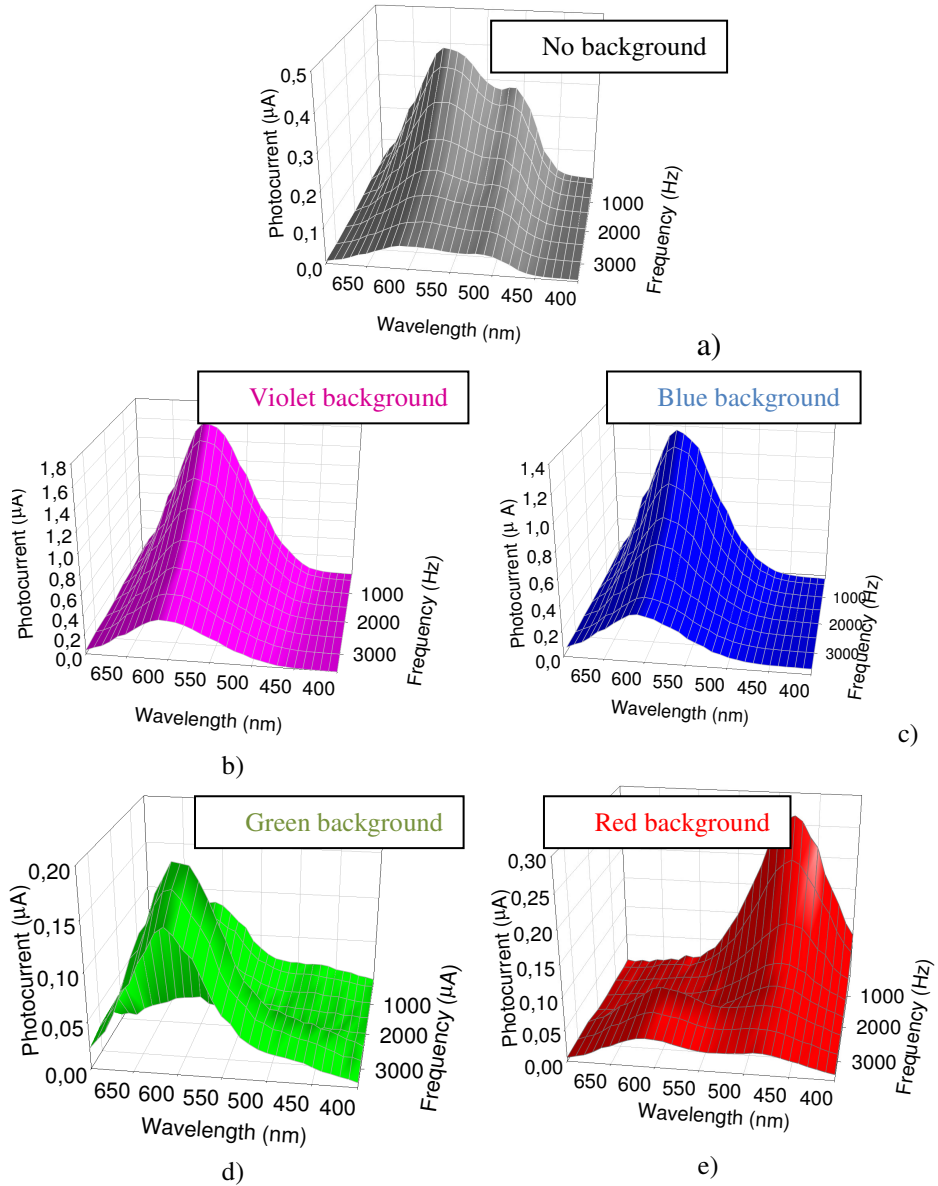 No background
0,5
0,4
0,3
0,2
0,1
0,0
Photocurrent (µA)
650 600 550 500 450 400
Wavelength (nm)
1000
2000
3000
Frequency (Hz)
a)
Violet background
1,8
1,6
1,4
1,2
1,0
0,8
0,6
0,4
0,2
0,0
Photocurrent (µA)
650 600 550 500 450 400
Wavelength (nm)
1000
2000
3000
Frequency (Hz)
b)
Blue background
1,4
1,2
1,0
0,8
0,6
0,4
0,2
0,0
Photocurrent (µ A)
650 600 550 500 450 400
Wavelength (nm)
1000
2000
3000
Frequency (Hz)
c)
Green background
0,20
0,15
0,10
0,05
0,00
Photocurrent (µA)
650 600 550 500 450 400
Wavelength (nm)
1000
2000
3000
Frequency (µA)
d)
Red background
0,30
0,25
0,20
0,15
0,10
0,05
0,00
Photocurrent (µA)
650 600 550 500 450 400
Wavelength (nm)
1000
2000
3000
Frequency (Hz)
e)